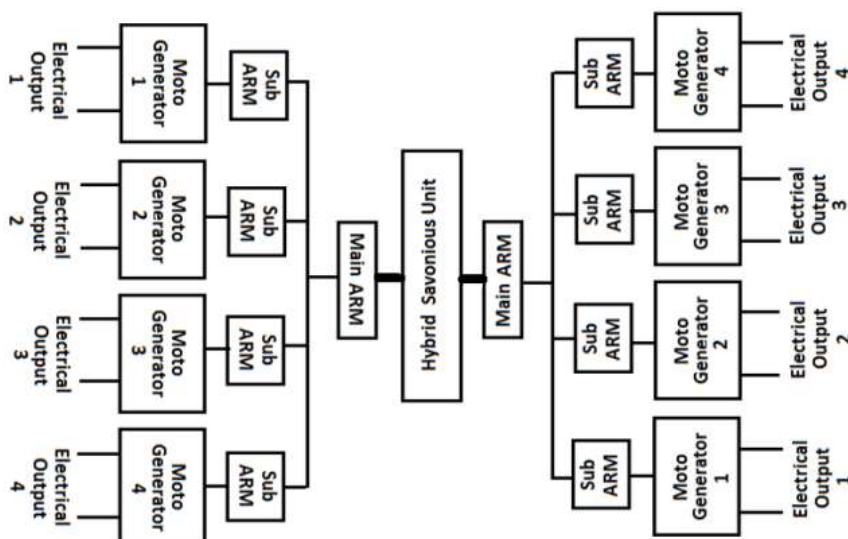 Electrical
Output
1
Moto
Generator
1
Sub
ARM
Electrical
Output
2
Moto
Generator
2
Sub
ARM
Electrical
Output
3
Moto
Generator
3
Sub
ARM
Electrical
Output
4
Moto
Generator
4
Sub
ARM
Main ARM
Hybrid Savonious Unit
Main ARM
Sub
ARM
Moto
Generator
4
Electrical
Output
4
Sub
ARM
Moto
Generator
3
Electrical
Output
3
Sub
ARM
Moto
Generator
2
Electrical
Output
2
Sub
ARM
Moto
Generator
1
Electrical
Output
1